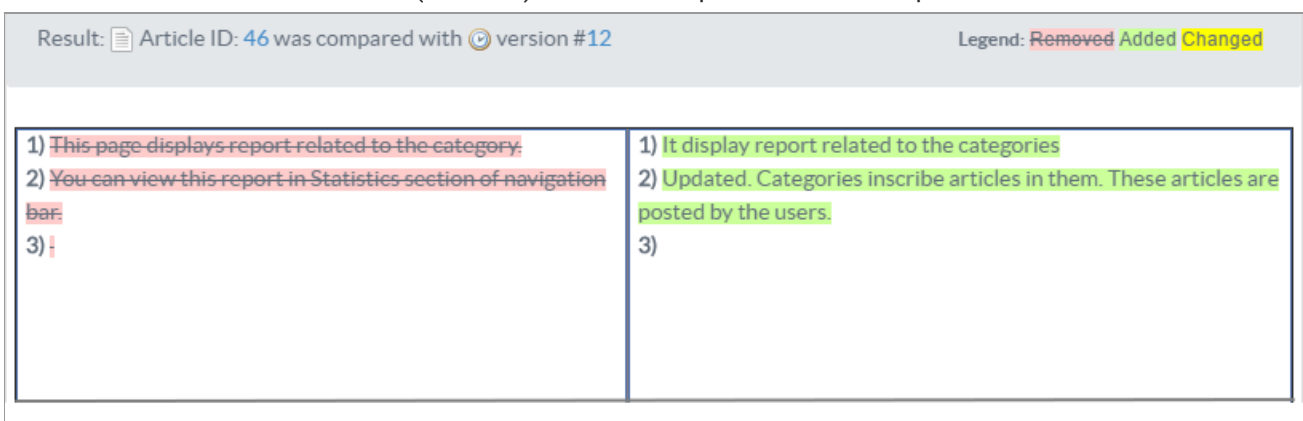 Result: Article ID: 46 was compared with version #12
Legend: Removed Added Changed
1) This page displays report related to the category.
2) You can view this report in Statistics section of navigation
bar.
3) .
1) It display report related to the categories
2) Updated. Categories inscribe articles in them. These articles are
posted by the users.
3)